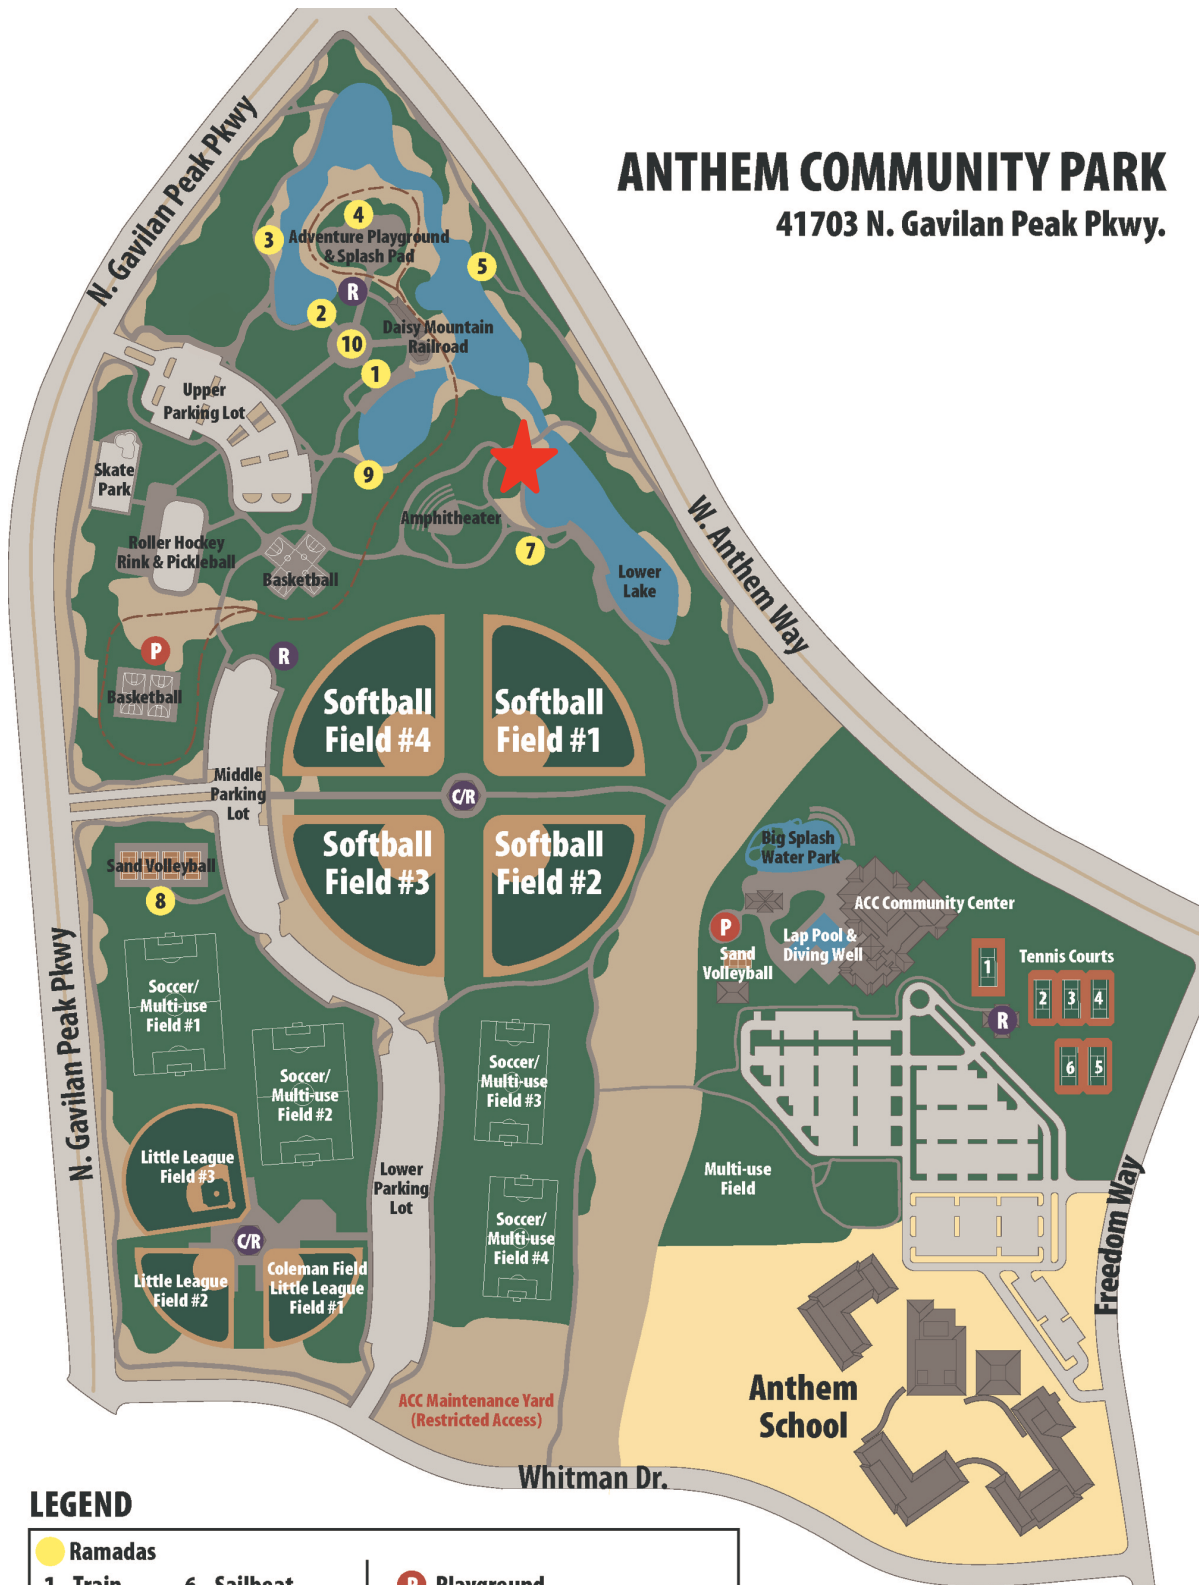 ANTHEM COMMUNITY PARK
41703 N. Gavilan Peak Pkwy.
N. Gavilan Peak Pkwy
4
3
Adventure Playground
& Splash Pad
5
R
2
10
Daisy Mountain
Railroad
1
Upper
Parking Lot
9
Skate
Park
Amphitheater
W. Anthem Way
Roller Hockey
Rink & Pickleball
7
Basketball
Lower
Lake
P
R
Basketball
Softball
Field #4
Softball
Field #1
Middle
Parking
Lot
C/R
Softball
Field #3
Softball
Field #2
Big Splash
Water Park
Sand Volleyball
8
ACC Community Center
P
Lap Pool &
Diving Well
Sand
Volleyball
Tennis Courts
1
2
3
4
R
6
5
N. Gavilan Peak Pkwy
Soccer/
Multi-use
Field #1
Soccer/
Multi-use
Field #2
Soccer/
Multi-use
Field #3
Little League
Field #3
Lower
Parking
Lot
Multi-use
Field
Soccer/
Multi-use
Field #4
C/R
Little League
Field #2
Coleman Field
Little League
Field #1
Freedom Way
ACC Maintenance Yard
(Restricted Access)
Anthem
School
Whitman Dr.
LEGEND
Ramadas
1 Train
6 Sailboat
P Playground